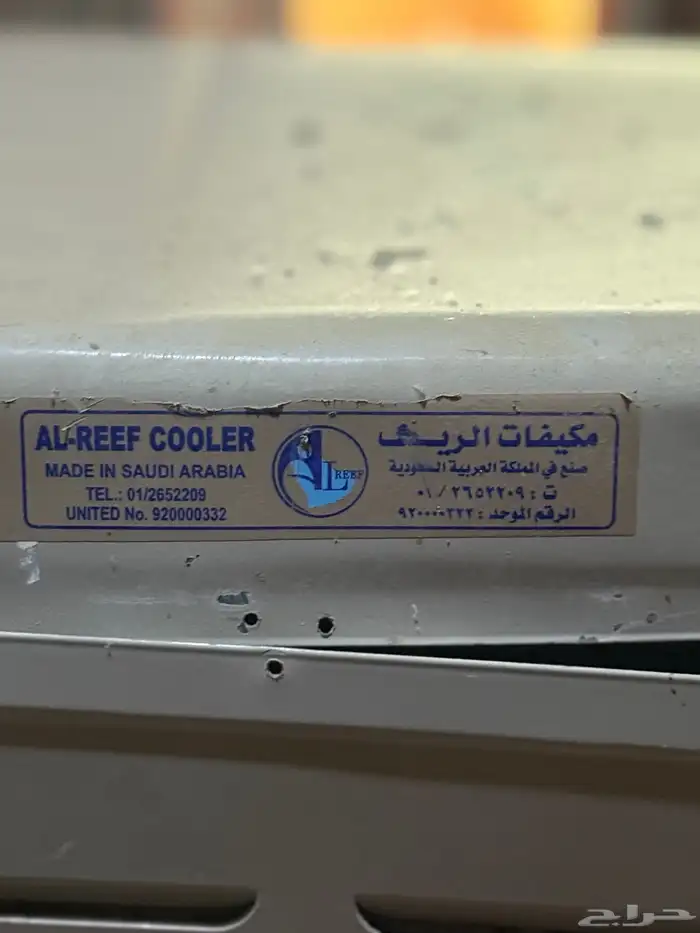 AL-REEF COOLER
MADE IN SAUDI ARABIA
TEL.: 01/2652209
UNITED No. 920000332
AL REEF
مكيفات الريف
صنع في المملكة العربية السعودية
ت : ٠١/٢٦٥٢٢٠٩
الرقم الموحد : ٩٢٠٠٠٠٣٣٢
حراج